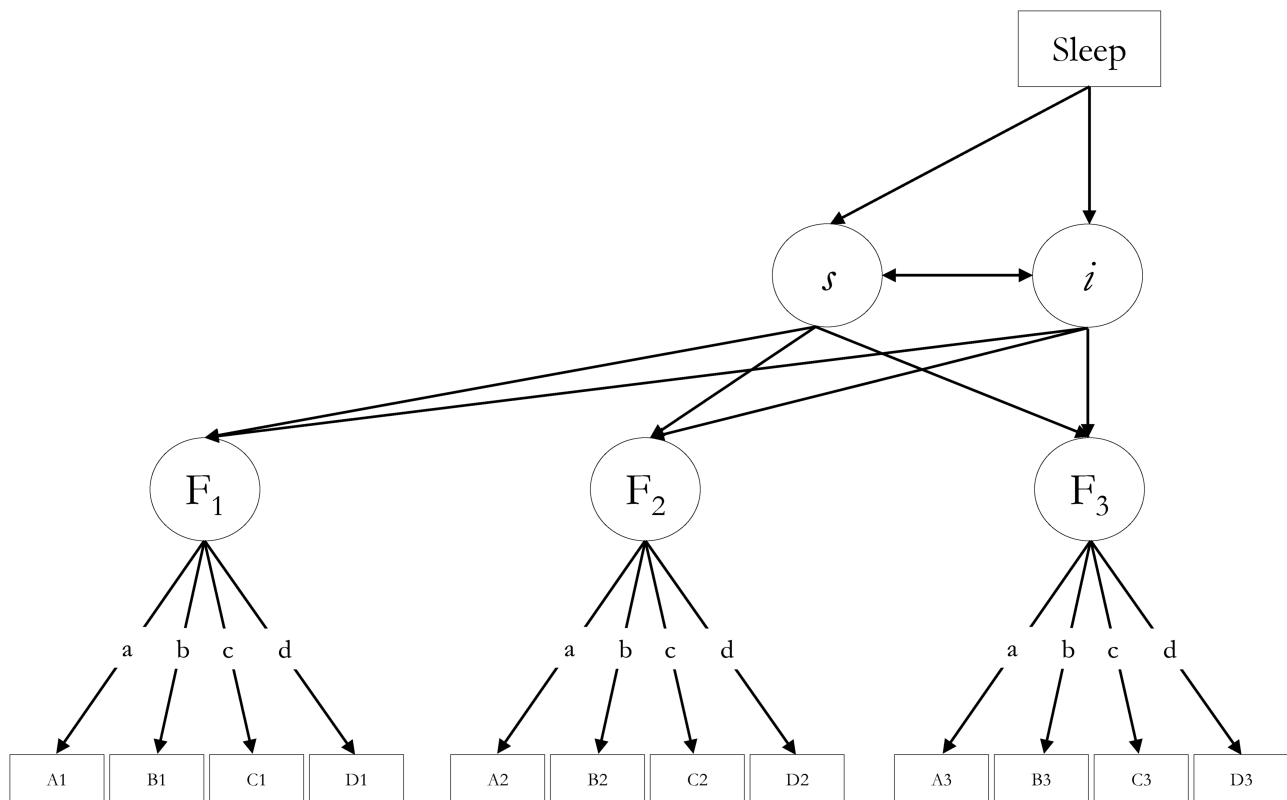 Sleep
s i
F1 F2 F3
a b c d a b c d a b c d
A1 B1 C1 D1 A2 B2 C2 D2 A3 B3 C3 D3